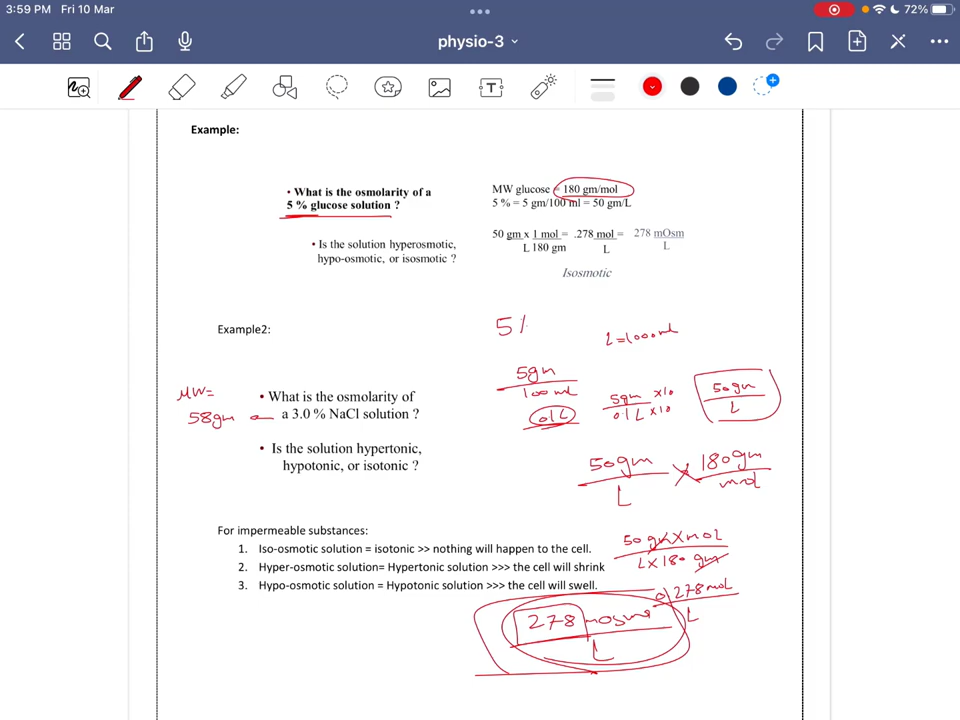 3:59 PM Fri 10 Mar
72%
physio-3
T
Example:
• What is the osmolarity of a
5 % glucose solution ?
• Is the solution hyperosmotic,
hypo-osmotic, or isosmotic ?
MW glucose = 180 gm/mol
5 % = 5 gm/100 ml = 50 gm/L
50 gm x 1 mol = .278 mol = 278 mOsm
L 180 gm L L
Isosmotic
Example2:
MW=
58gm
• What is the osmolarity of
a 3.0 % NaCl solution ?
• Is the solution hypertonic,
hypotonic, or isotonic ?
5 /
L=1000ml
5gm
100 ml
0.1 L
5gm x10
0.1 L x10
50gm
L
50gm X 180gm
L mol
50 gm X mol
L X 180 gm
0.278 mol
L
278 mosm
L
For impermeable substances:
1. Iso-osmotic solution = isotonic >> nothing will happen to the cell.
2. Hyper-osmotic solution= Hypertonic solution >>> the cell will shrink
3. Hypo-osmotic solution = Hypotonic solution >>> the cell will swell.